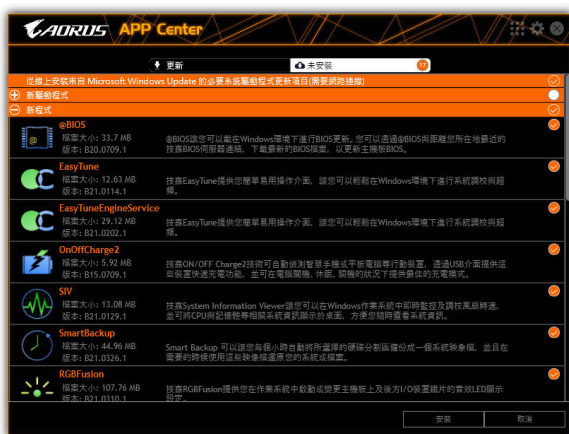 AORUS APP Center
更新
未安裝
17
從線上安裝來自 Microsoft Windows Update 的必要系統驅動程式更新項目(需要網路連線)
新驅動程式
新程式
@BIOS
檔案大小: 33.7 MB
版本: B20.0709.1
@BIOS讓您可以載在Windows環境下進行BIOS更新。您可以透過@BIOS與距離您所在地最近的
技嘉BIOS伺服器連結，下載最新的BIOS檔案，以更新主機板BIOS。
EasyTune
檔案大小: 12.63 MB
版本: B21.0114.1
技嘉EasyTune提供您簡單易用操作介面，讓您可以輕鬆在Windows環境下進行系統調校與超
頻。
EasyTuneEngineService
檔案大小: 29.12 MB
版本: B21.0202.1
技嘉EasyTune提供您簡單易用操作介面，讓您可以輕鬆在Windows環境下進行系統調校與超
頻。
OnOffCharge2
檔案大小: 5.92 MB
版本: B15.0709.1
技嘉ON/OFF Charge2技術可自動偵測智慧手機或平板電腦等行動裝置，透過USB介面提供這
些裝置快速充電功能，並可在電腦開機、休眠、關機的狀況下提供最佳的充電模式。
SIV
檔案大小: 13.08 MB
版本: B21.0129.1
技嘉System Information Viewer讓您可以在Windows作業系統中即時監控及調校風扇轉速，
並可將CPU與記憶體等相關系統資訊顯示於桌面，方便您隨時查看系統資訊。
SmartBackup
檔案大小: 44.96 MB
版本: B21.0326.1
Smart Backup 可以讓您每個小時自動將所選擇的硬碟分割區備份成一個系統映象檔，並且在
需要的時候使用這些映像檔還原您的系統或檔案。
RGBFusion
檔案大小: 107.76 MB
版本: B21.0310.1
技嘉RGBFusion提供您在作業系統中啟動或變更主機板上及後方I/O裝置鐵片的音效LED顯示
設定。
安裝
取消